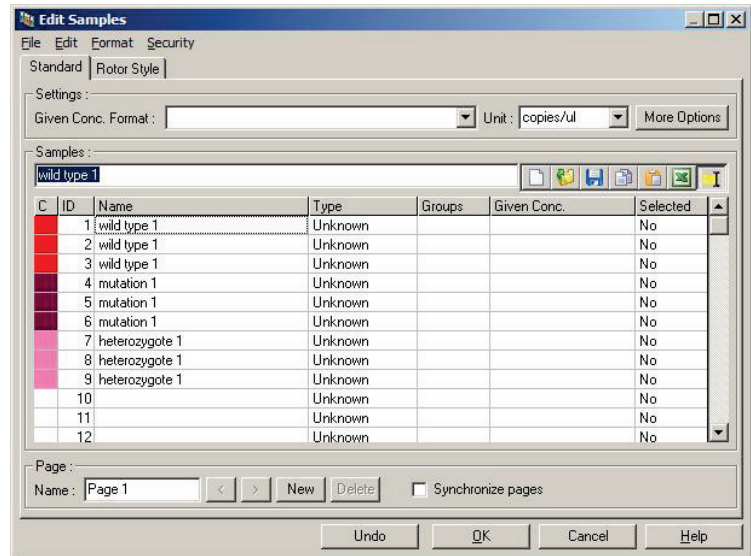 Edit Samples
File Edit Format Security
Standard Rotor Style
Settings :
Given Conc. Format : Unit : copies/ul More Options
Samples :
wild type 1
C ID Name Type Groups Given Conc. Selected
1 wild type 1 Unknown No
2 wild type 1 Unknown No
3 wild type 1 Unknown No
4 mutation 1 Unknown No
5 mutation 1 Unknown No
6 mutation 1 Unknown No
7 heterozygote 1 Unknown No
8 heterozygote 1 Unknown No
9 heterozygote 1 Unknown No
10 Unknown No
11 Unknown No
12 Unknown No
Page :
Name : Page 1 < > New Delete Synchronize pages
Undo OK Cancel Help